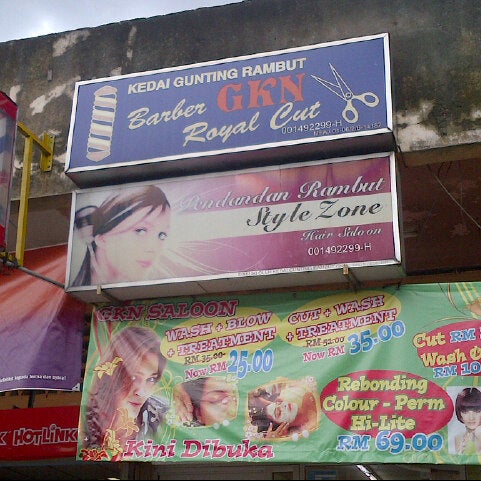 KEDAI GUNTING RAMBUT
Barber GKN
Royal Cut
001492299-H
Dandanan Rambut
Style Zone
Hair Saloon
001492299-H
GKN SALOON
WASH + BLOW
+ TREATMENT
RM 35.00
Now RM 25.00
CUT + WASH
+ TREATMENT
RM 52.00
Now RM 35.00
Cut RM
Wash
RM 10
Rebonding
Colour - Perm
Hi-Lite
RM 69.00
Kini Dibuka
HOTLINK